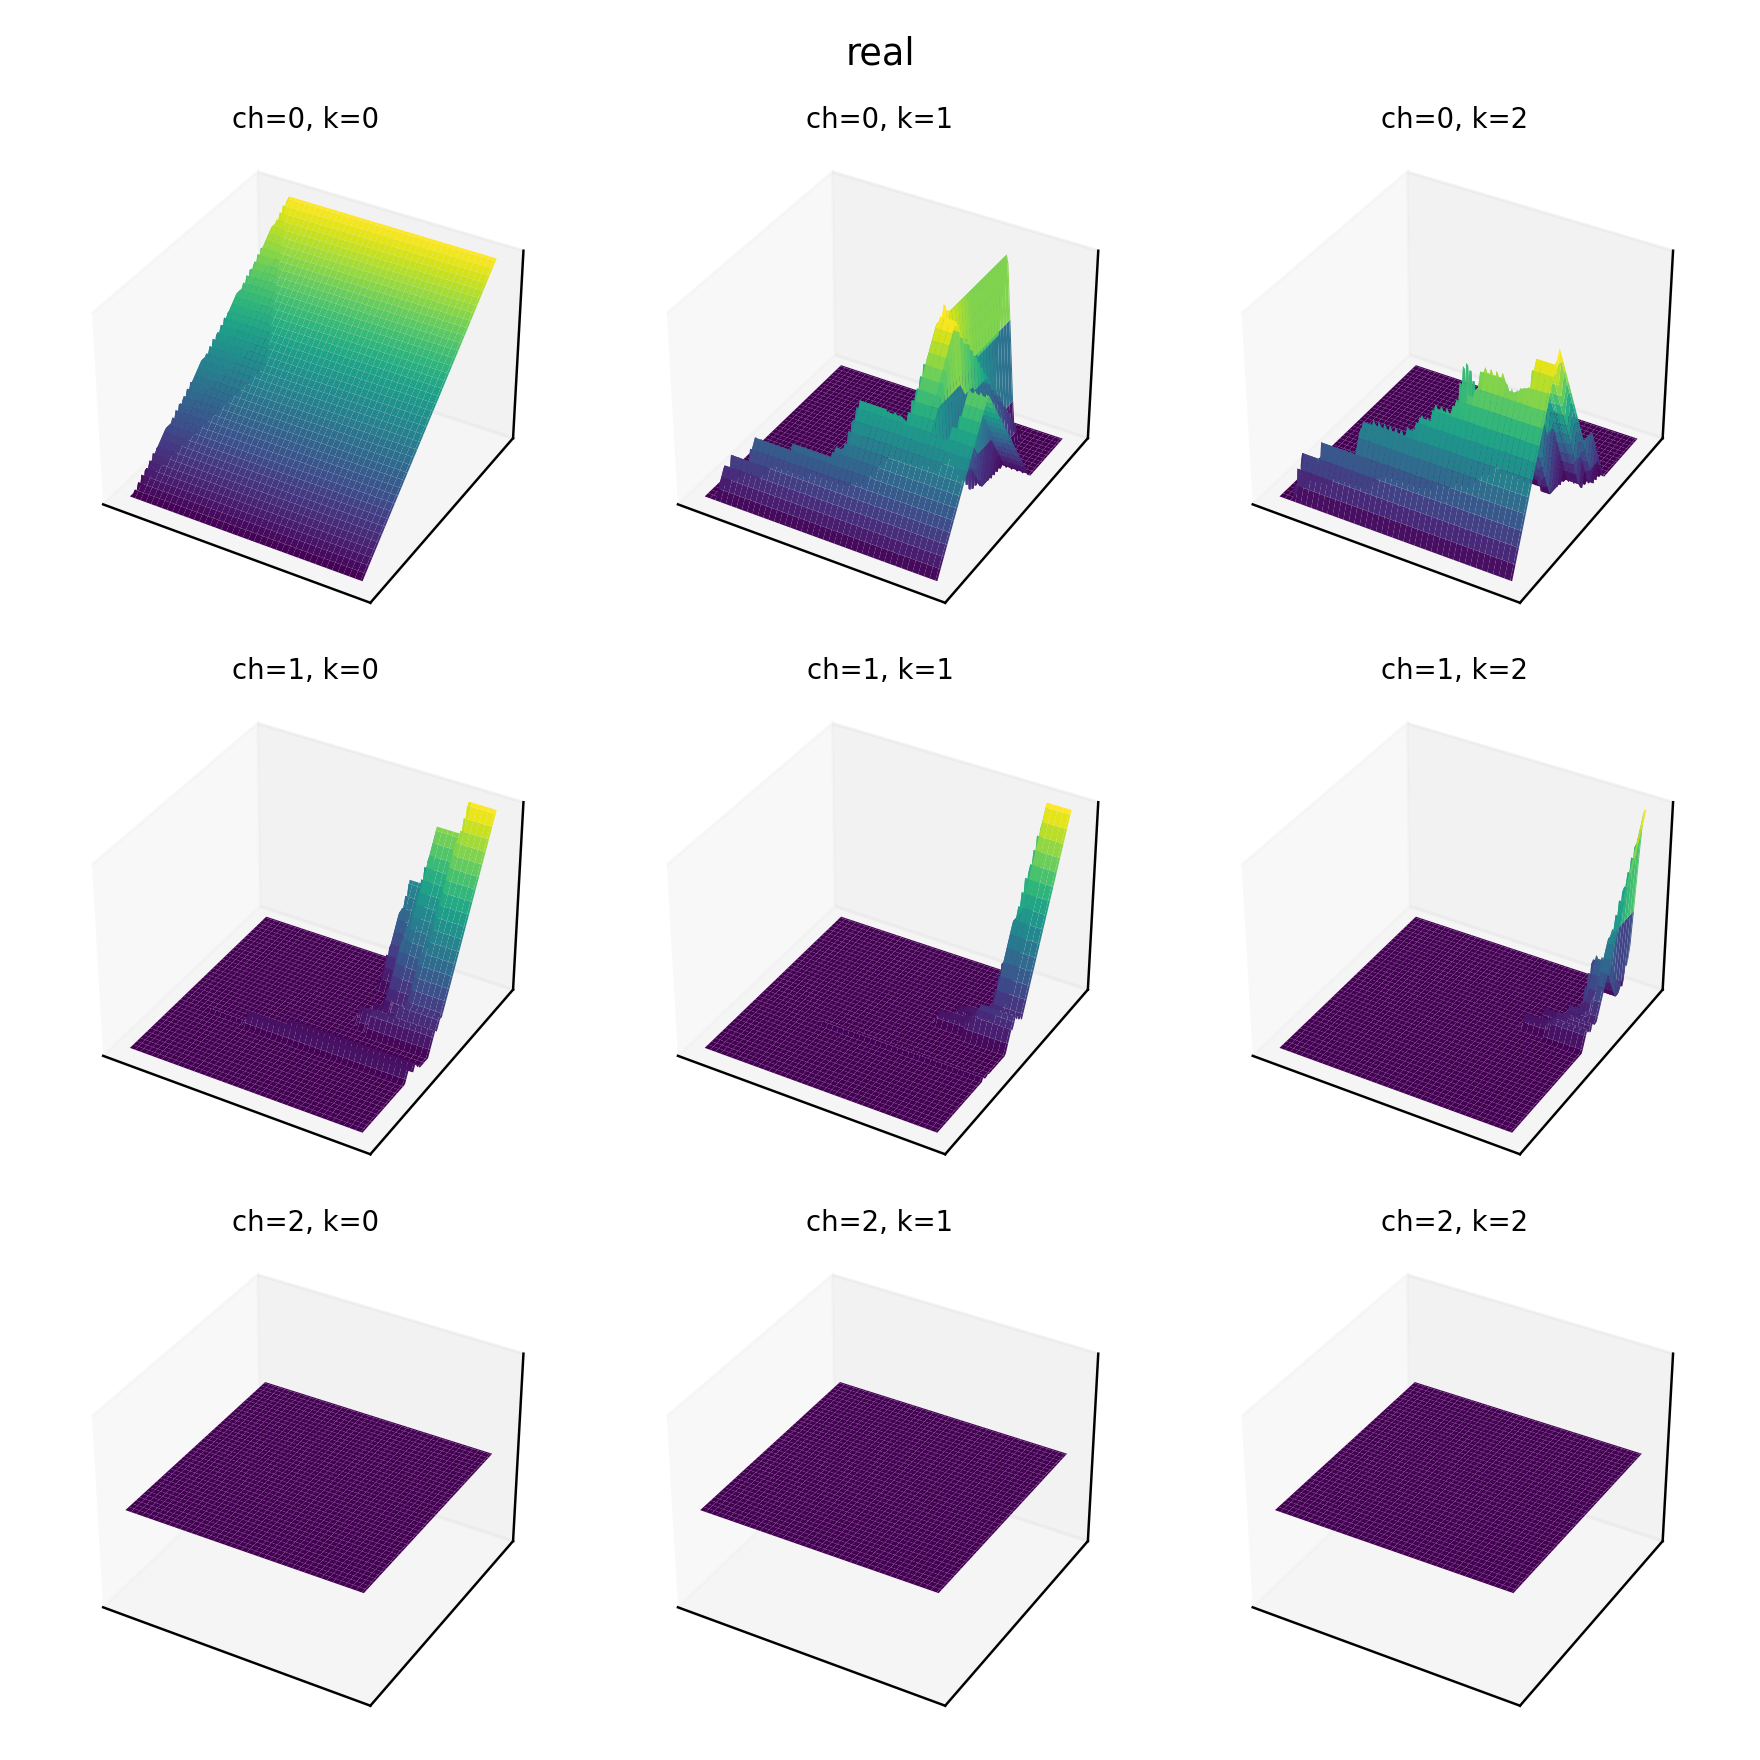 real
ch=0, k=0
ch=0, k=1
ch=0, k=2
ch=1, k=0
ch=1, k=1
ch=1, k=2
ch=2, k=0
ch=2, k=1
ch=2, k=2